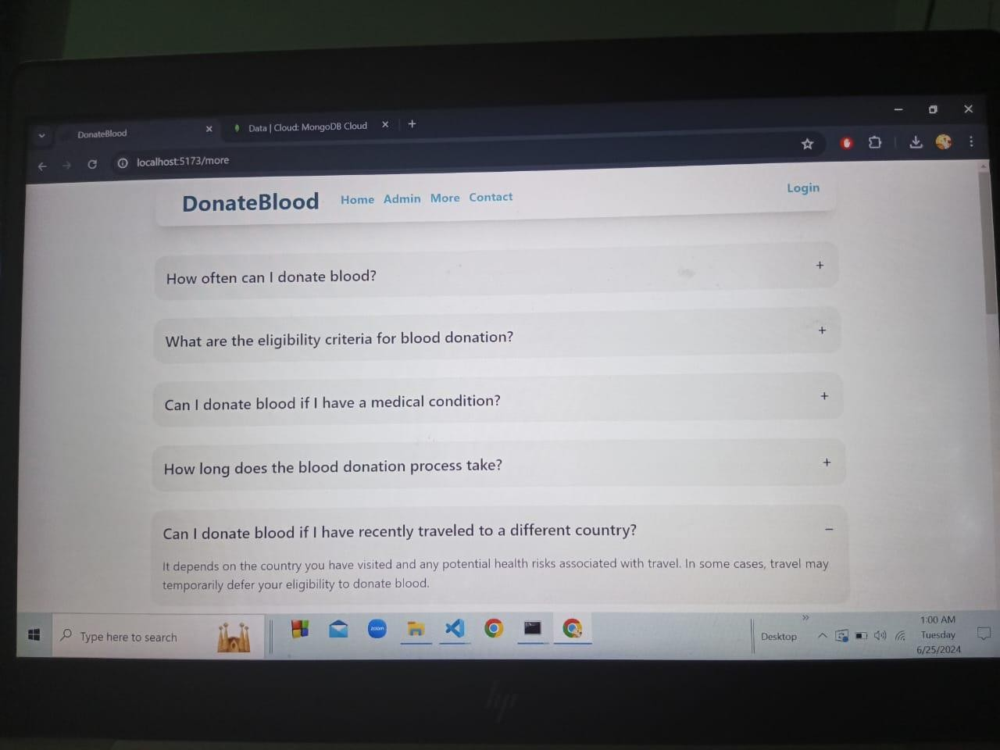 DonateBlood
Data | Cloud: MongoDB Cloud
localhost:5173/more
DonateBlood Home Admin More Contact Login
How often can I donate blood? +
What are the eligibility criteria for blood donation? +
Can I donate blood if I have a medical condition? +
How long does the blood donation process take? +
Can I donate blood if I have recently traveled to a different country? −
It depends on the country you have visited and any potential health risks associated with travel. In some cases, travel may
temporarily defer your eligibility to donate blood.
Type here to search
zoom
Desktop
1:00 AM
Tuesday
6/25/2024
hp